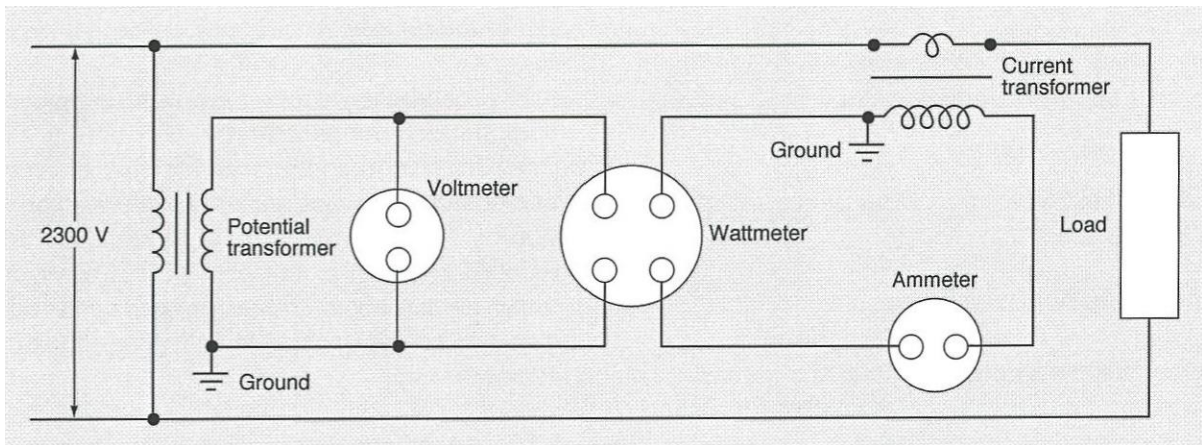 Current
transformer
Ground
Voltmeter
2300 V
Potential
transformer
Wattmeter
Load
Ammeter
Ground